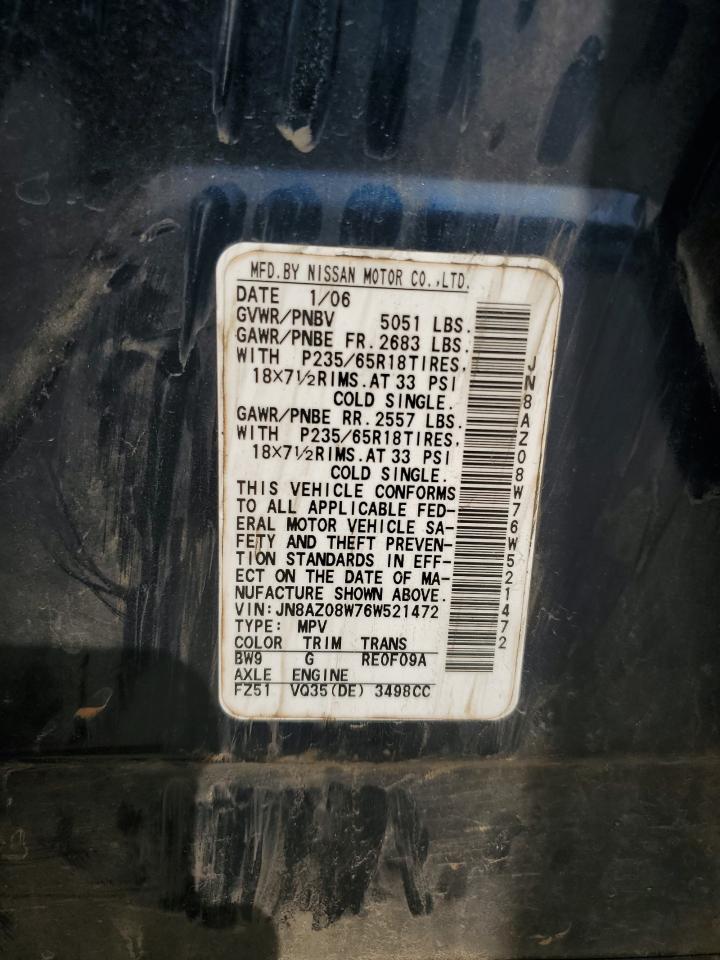 MFD.BY NISSAN MOTOR CO.,LTD.
DATE 1/06
GVWR/PNBV 5051 LBS.
GAWR/PNBE FR.2683 LBS.
WITH P235/65R18TIRES,
18×7½RIMS.AT 33 PSI
COLD SINGLE.
GAWR/PNBE RR.2557 LBS.
WITH P235/65R18TIRES,
18×7½RIMS.AT 33 PSI
COLD SINGLE.
THIS VEHICLE CONFORMS
TO ALL APPLICABLE FED-
ERAL MOTOR VEHICLE SA-
FETY AND THEFT PREVEN-
TION STANDARDS IN EFF-
ECT ON THE DATE OF MA-
NUFACTURE SHOWN ABOVE.
VIN:JN8AZ08W76W521472
TYPE: MPV
COLOR TRIM TRANS
BW9 G RE0F09A
AXLE ENGINE
FZ51 VQ35(DE) 3498CC
JN8AZ08W76W521472